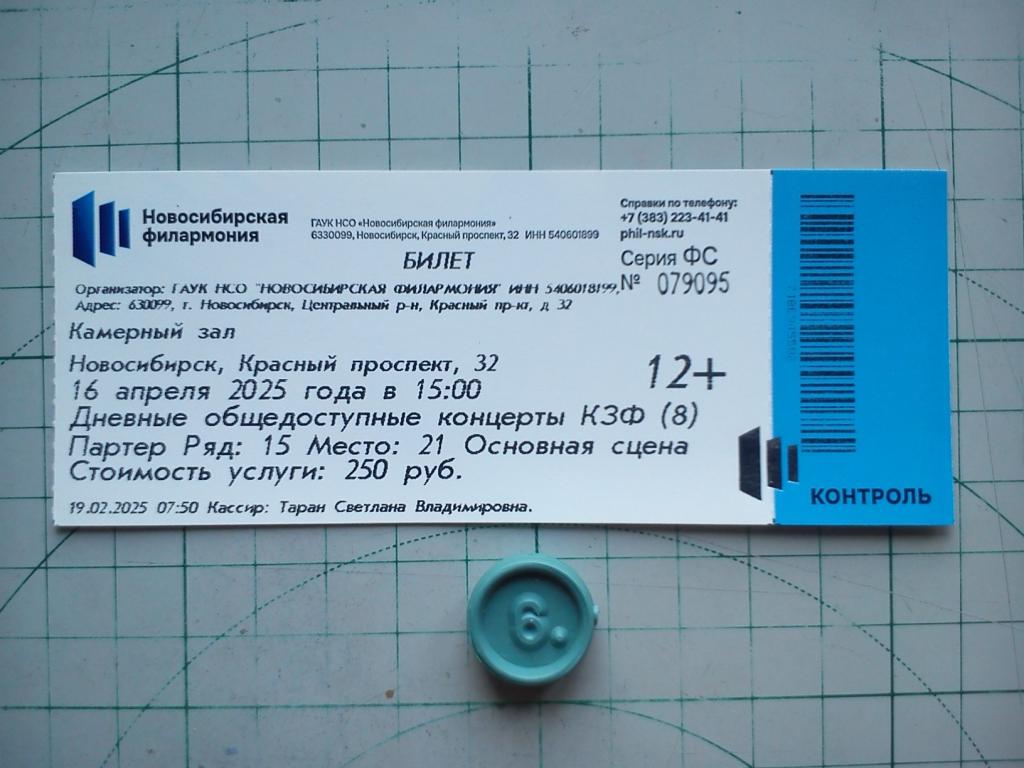 Новосибирская
филармония
ГАУК НСО «Новосибирская филармония»
6330099, Новосибирск, Красный проспект, 32 ИНН 540601899
Справки по телефону:
+7 (383) 223-41-41
phil-nsk.ru
БИЛЕТ
Серия ФС
№ 079095
Организатор: ГАУК НСО "НОВОСИБИРСКАЯ ФИЛАРМОНИЯ" ИНН 5406018199,
Адрес: 630099, г. Новосибирск, Центральный р-н, Красный пр-кт, д 32
Камерный зал
Новосибирск, Красный проспект, 32
12+
16 апреля 2025 года в 15:00
Дневные общедоступные концерты КЗФ (8)
Партер Ряд: 15 Место: 21 Основная сцена
Стоимость услуги: 250 руб.
19.02.2025 07:50 Кассир: Таран Светлана Владимировна.
КОНТРОЛЬ
6.